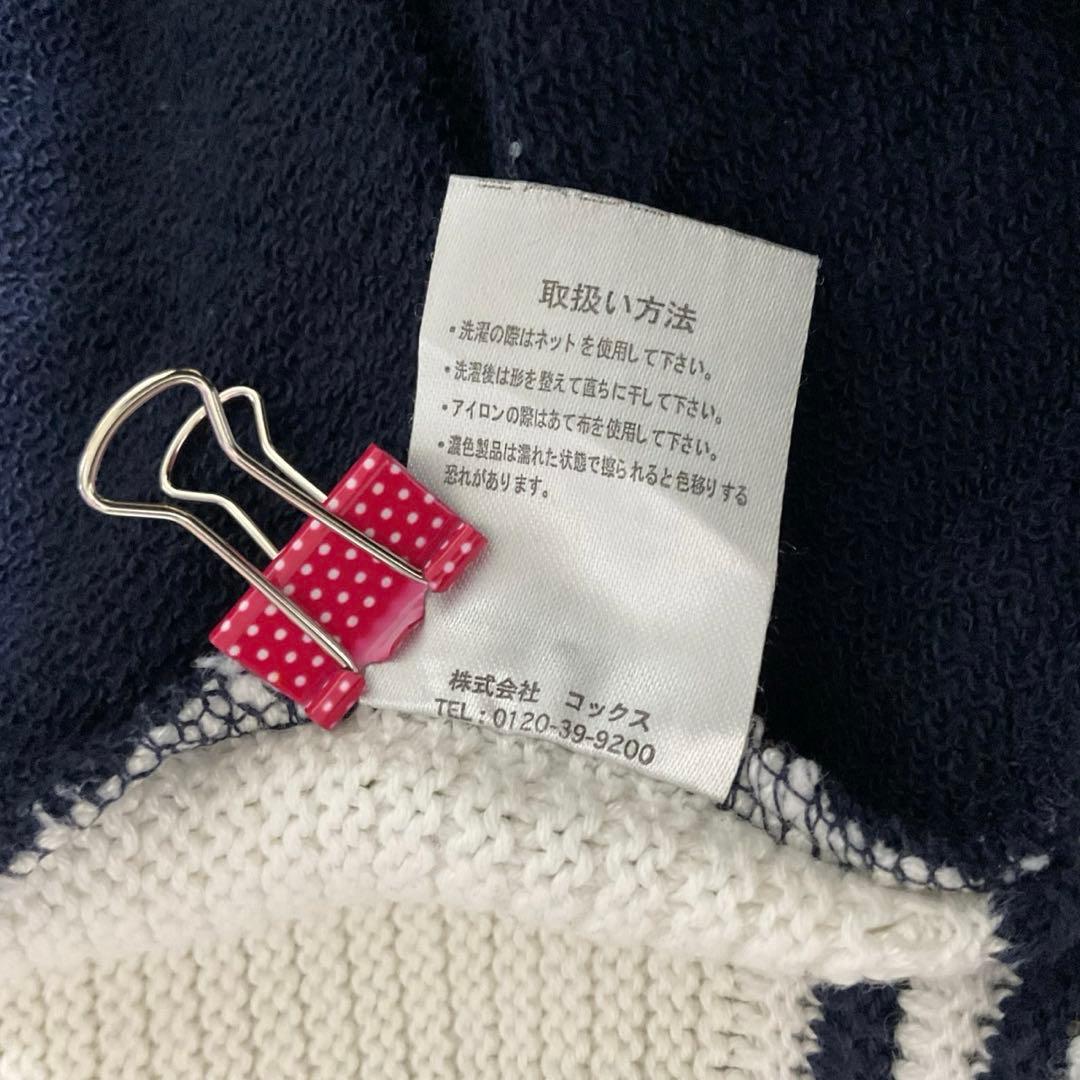 取扱い方法
・洗濯の際はネットを使用して下さい。
・洗濯後は形を整えて直ちに干して下さい。
・アイロンの際はあて布を使用して下さい。
・濃色製品は濡れた状態で擦られると色移りする
恐れがあります。
株式会社 コックス
TEL:0120-39-9200